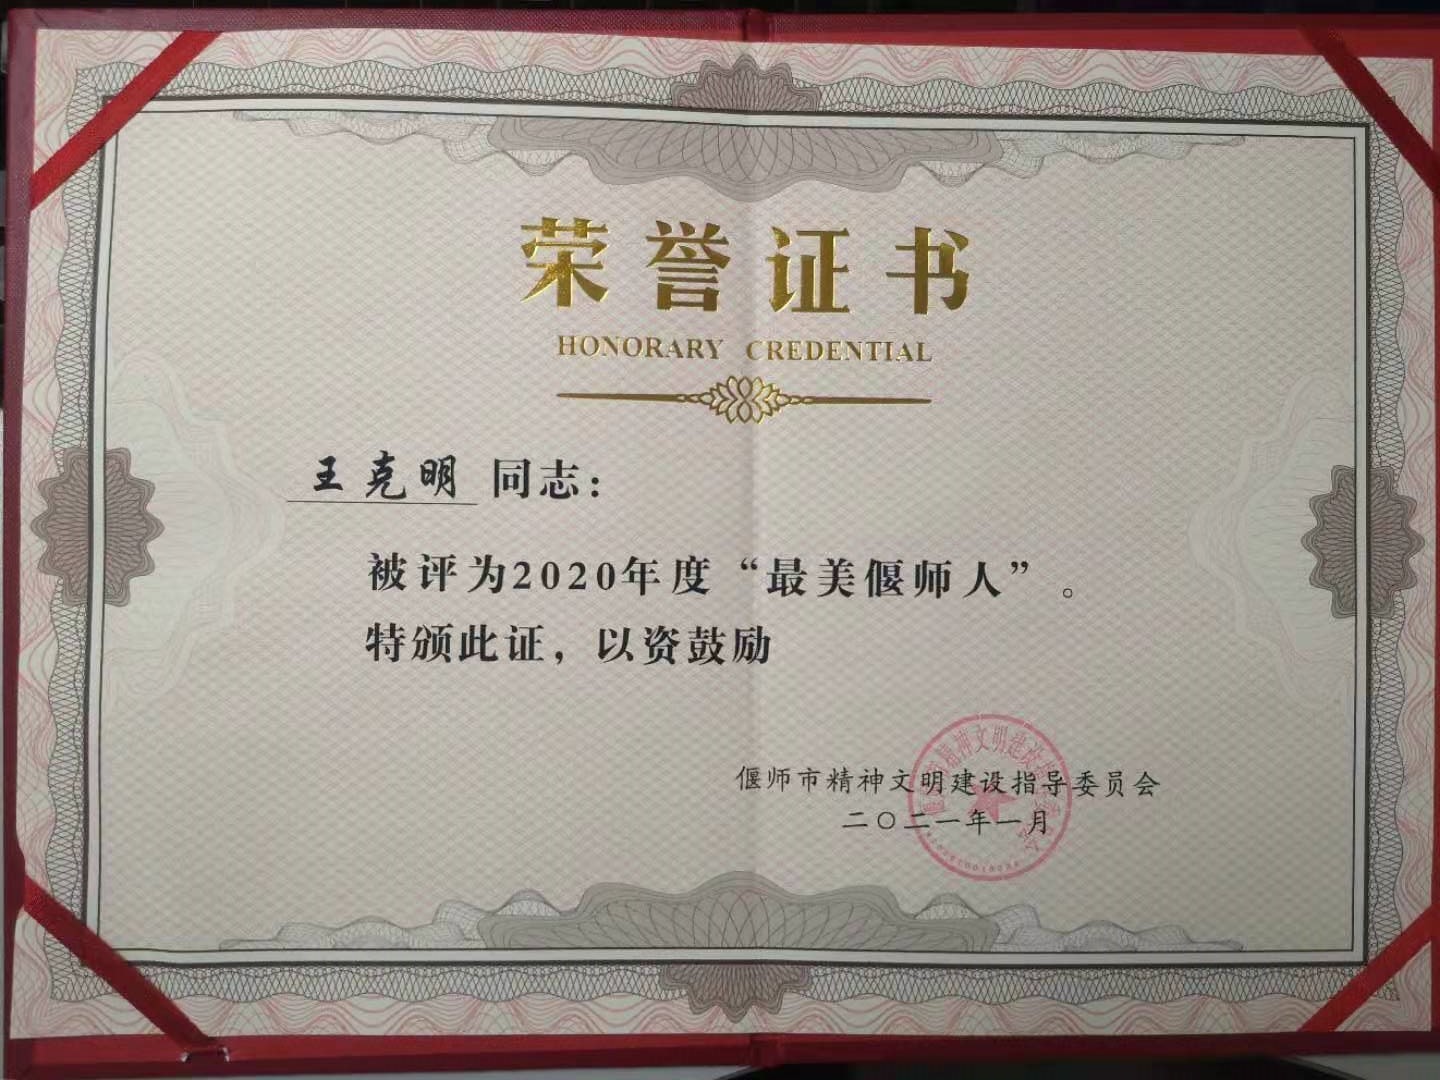 荣誉证书
HONORARY CREDENTIAL
王克明 同志：
被评为2020年度“最美偃师人”。
特颁此证，以资鼓励
偃师市精神文明建设指导委员会
二〇二一年一月